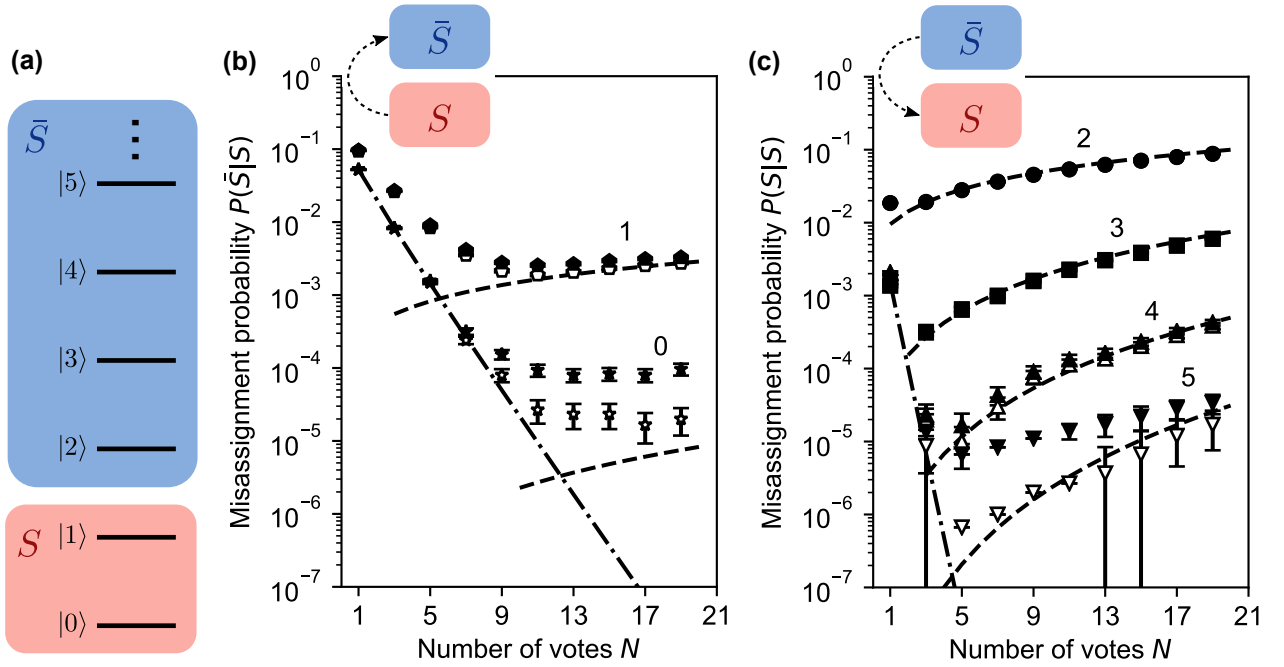 (a)
S̄
|5⟩
|4⟩
|3⟩
|2⟩
S
|1⟩
|0⟩
(b)
S̄
S
Misassignment probability P(S̄|S)
10⁰
10⁻¹
10⁻²
10⁻³
10⁻⁴
10⁻⁵
10⁻⁶
10⁻⁷
1
0
1 5 9 13 17 21
Number of votes N
(c)
S̄
S
Misassignment probability P(S|S)
10⁰
10⁻¹
10⁻²
10⁻³
10⁻⁴
10⁻⁵
10⁻⁶
10⁻⁷
2
3
4
5
1 5 9 13 17 21
Number of votes N